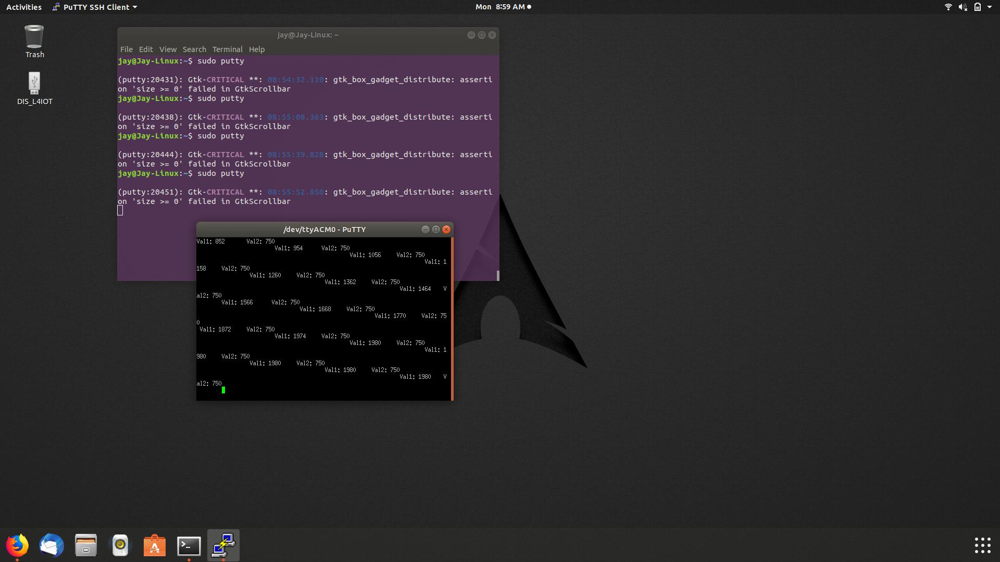 Activities PuTTY SSH Client Mon 8:59 AM
Trash
DIS_L4IOT
jay@Jay-Linux: ~
File Edit View Search Terminal Help
jay@Jay-Linux:~$ sudo putty
(putty:20431): Gtk-CRITICAL **: 08:54:32.110: gtk_box_gadget_distribute: asserti
on 'size >= 0' failed in GtkScrollbar
jay@Jay-Linux:~$ sudo putty
(putty:20438): Gtk-CRITICAL **: 08:55:08.363: gtk_box_gadget_distribute: asserti
on 'size >= 0' failed in GtkScrollbar
jay@Jay-Linux:~$ sudo putty
(putty:20444): Gtk-CRITICAL **: 08:55:39.828: gtk_box_gadget_distribute: asserti
on 'size >= 0' failed in GtkScrollbar
jay@Jay-Linux:~$ sudo putty
(putty:20451): Gtk-CRITICAL **: 08:55:52.850: gtk_box_gadget_distribute: asserti
on 'size >= 0' failed in GtkScrollbar
/dev/ttyACM0 - PuTTY
Val1: 852 Val2: 750
Val1: 954 Val2: 750
Val1: 1056 Val2: 750
Val1: 1
158 Val2: 750
Val1: 1260 Val2: 750
Val1: 1362 Val2: 750
Val1: 1464 V
al2: 750
Val1: 1566 Val2: 750
Val1: 1668 Val2: 750
Val1: 1770 Val2: 75
0
Val1: 1872 Val2: 750
Val1: 1974 Val2: 750
Val1: 1980 Val2: 750
Val1: 1
980 Val2: 750
Val1: 1980 Val2: 750
Val1: 1980 Val2: 750
Val1: 1980 V
al2: 750